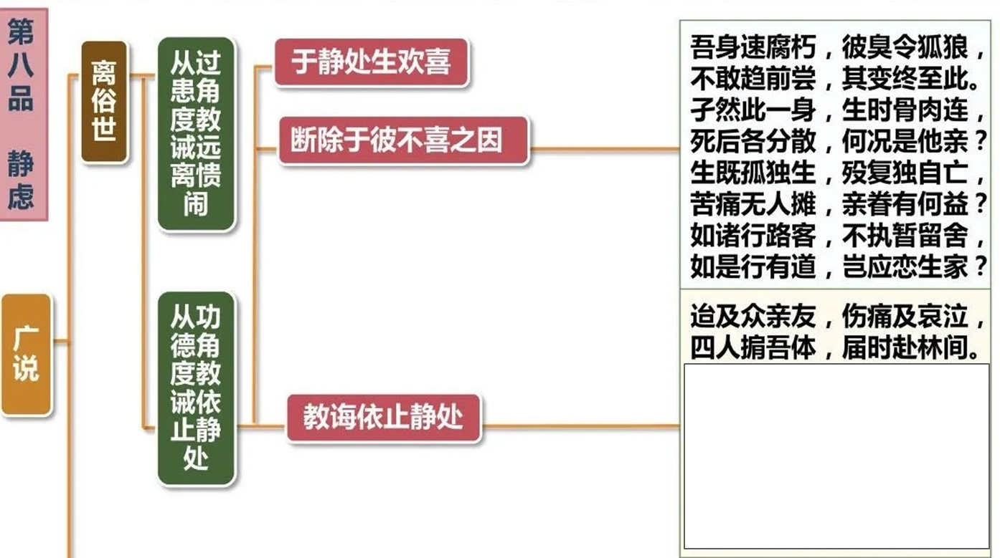 第八品 静虑
广说
离俗世
从过
患角
度教
诫远
离愦
闹
从功
德角
度教
诫依
止静
处
于静处生欢喜
断除于彼不喜之因
教诲依止静处
吾身速腐朽，彼臭令狐狼，
不敢趋前尝，其变终至此。
孑然此一身，生时骨肉连，
死后各分散，何况是他亲？
生既孤独生，殁复独自亡，
苦痛无人摊，亲眷有何益？
如诸行路客，不执暂留舍，
如是行有道，岂应恋生家？
迨及众亲友，伤痛及哀泣，
四人掮吾体，届时赴林间。